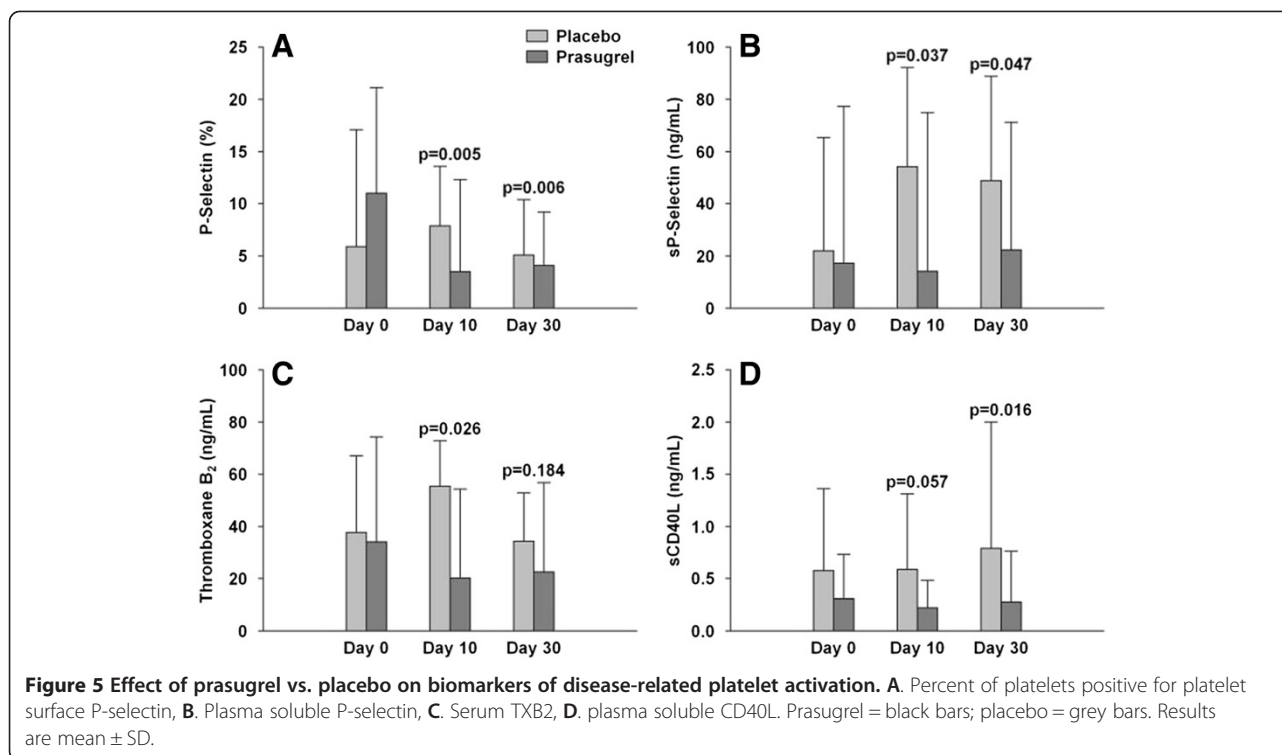 A
Placebo
Prasugrel
P-Selectin (%)
25
20
15
10
5
0
p=0.005
p=0.006
Day 0 Day 10 Day 30
B
sP-Selectin (ng/mL)
100
80
60
40
20
0
p=0.037
p=0.047
Day 0 Day 10 Day 30
C
Thromboxane B₂ (ng/mL)
100
80
60
40
20
0
p=0.026
p=0.184
Day 0 Day 10 Day 30
D
sCD40L (ng/mL)
2.5
2.0
1.5
1.0
0.5
0.0
p=0.057
p=0.016
Day 0 Day 10 Day 30
Figure 5 Effect of prasugrel vs. placebo on biomarkers of disease-related platelet activation. A. Percent of platelets positive for platelet
surface P-selectin, B. Plasma soluble P-selectin, C. Serum TXB2, D. plasma soluble CD40L. Prasugrel = black bars; placebo = grey bars. Results
are mean ± SD.